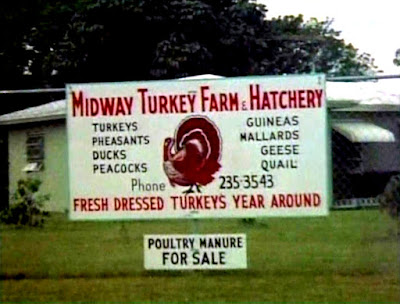 MIDWAY TURKEY FARM & HATCHERY
TURKEYS
PHEASANTS
DUCKS
PEACOCKS
GUINEAS
MALLARDS
GEESE
QUAIL
Phone 235-3543
FRESH DRESSED TURKEYS YEAR AROUND
POULTRY MANURE
FOR SALE